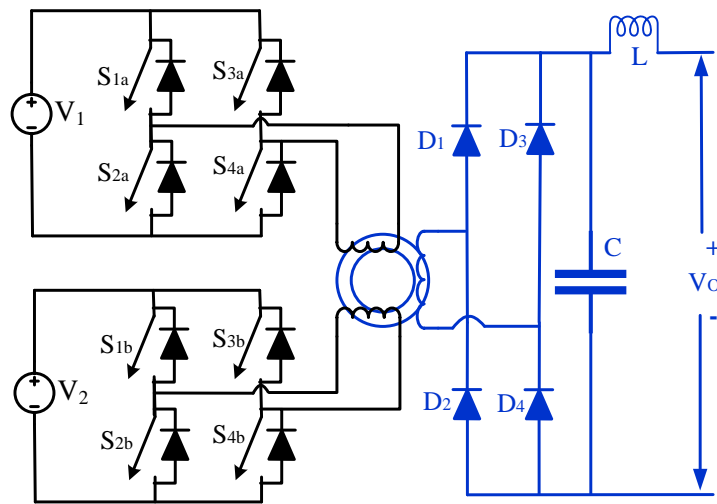 S1a
S3a
L
V1
D1
D3
S2a
S4a
C
+
VO
-
S1b
S3b
V2
D2
D4
S2b
S4b